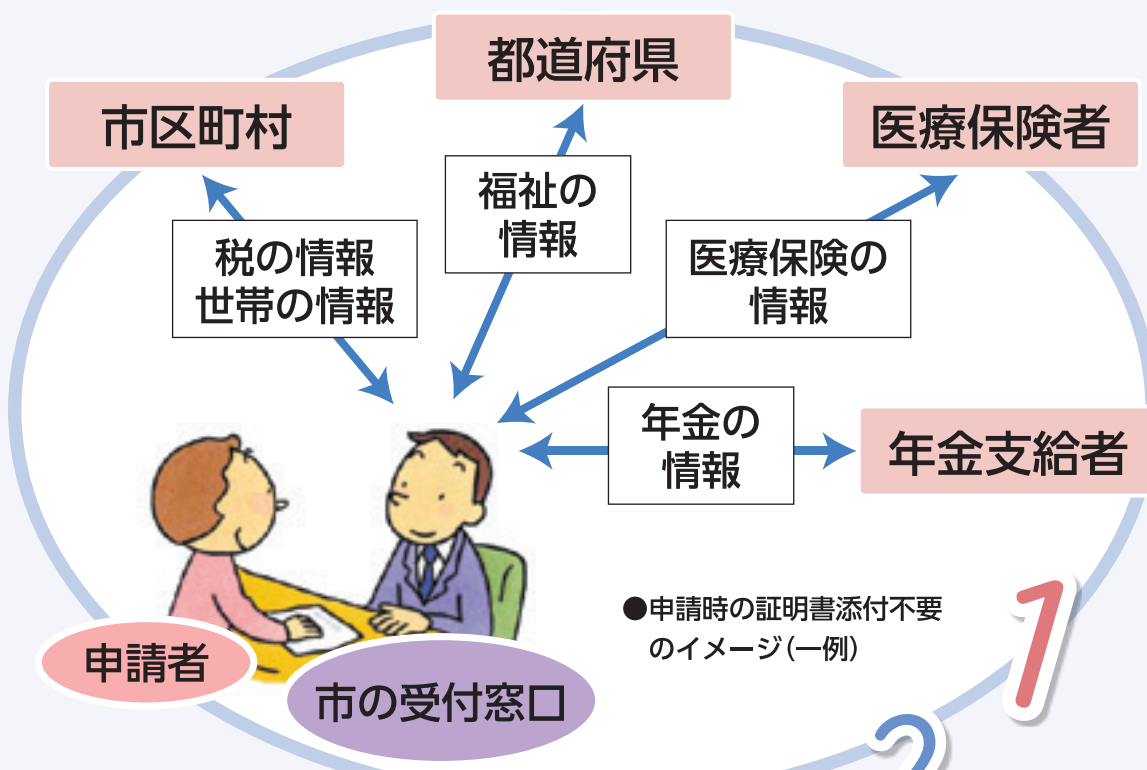 都道府県
市区町村
医療保険者
福祉の
情報
税の情報
世帯の情報
医療保険の
情報
年金の
情報
年金支給者
●申請時の証明書添付不要
のイメージ(一例)
1
申請者
市の受付窓口
2